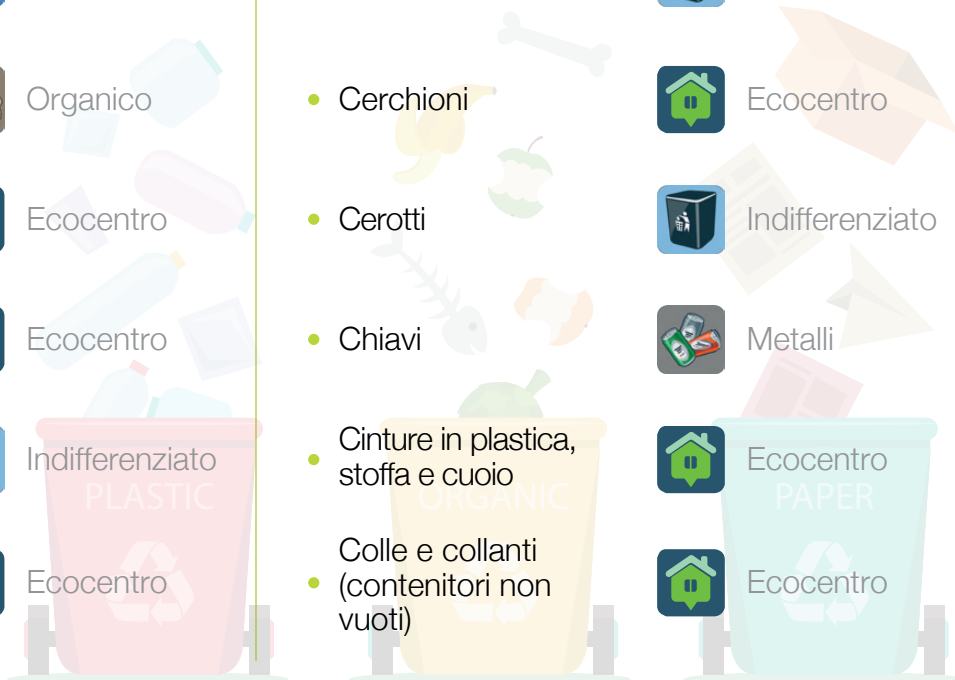 Organico
Ecocentro
Ecocentro
Indifferenziato
Ecocentro
• Cerchioni
Ecocentro
• Cerotti
Indifferenziato
• Chiavi
Metalli
• Cinture in plastica,
stoffa e cuoio
Ecocentro
• Colle e collanti
(contenitori non
vuoti)
Ecocentro
PLASTIC
ORGANIC
PAPER